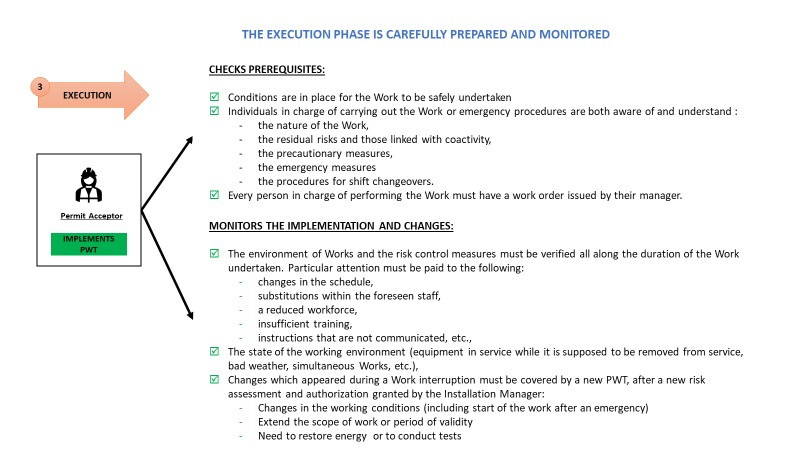 THE EXECUTION PHASE IS CAREFULLY PREPARED AND MONITORED
3
EXECUTION
Permit Acceptor
IMPLEMENTS
PWT
CHECKS PREREQUISITES:
Conditions are in place for the Work to be safely undertaken
Individuals in charge of carrying out the Work or emergency procedures are both aware of and understand :
- the nature of the Work,
- the residual risks and those linked with coactivity,
- the precautionary measures,
- the emergency measures
- the procedures for shift changeovers.
Every person in charge of performing the Work must have a work order issued by their manager.
MONITORS THE IMPLEMENTATION AND CHANGES:
The environment of Works and the risk control measures must be verified all along the duration of the Work
undertaken. Particular attention must be paid to the following:
- changes in the schedule,
- substitutions within the foreseen staff,
- a reduced workforce,
- insufficient training,
- instructions that are not communicated, etc.,
The state of the working environment (equipment in service while it is supposed to be removed from service,
bad weather, simultaneous Works, etc.),
Changes which appeared during a Work interruption must be covered by a new PWT, after a new risk
assessment and authorization granted by the Installation Manager:
- Changes in the working conditions (including start of the work after an emergency)
- Extend the scope of work or period of validity
- Need to restore energy or to conduct tests